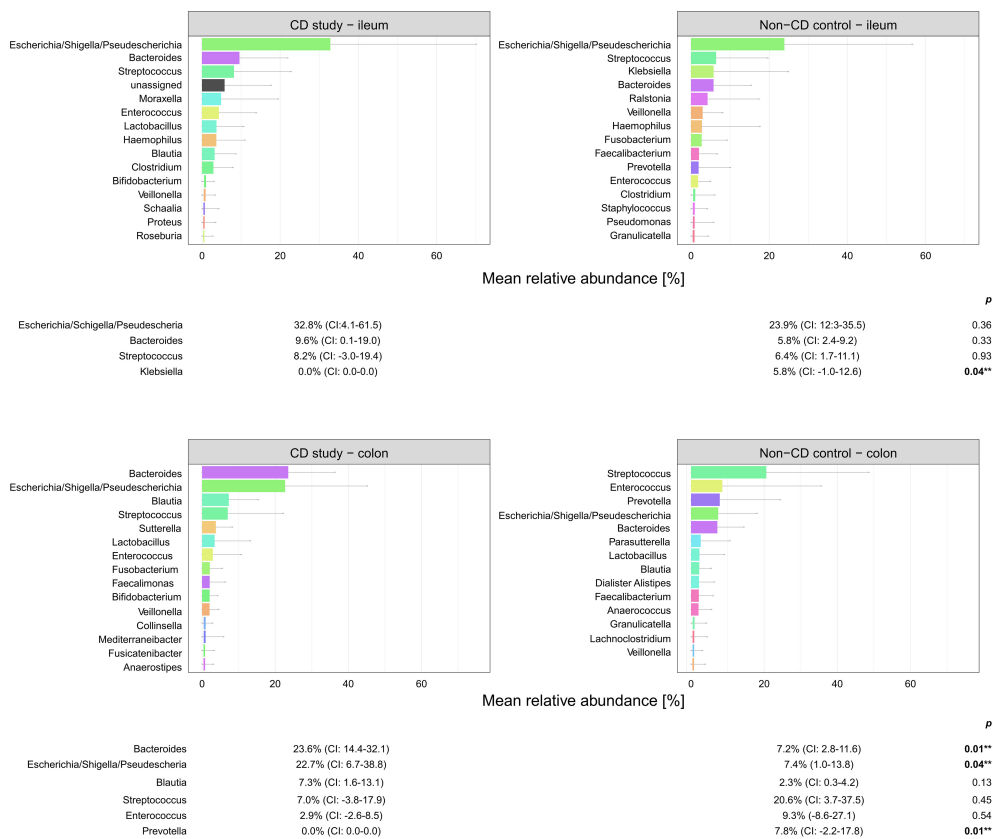 CD study − ileum
Escherichia/Shigella/Pseudescherichia
Bacteroides
Streptococcus
unassigned
Moraxella
Enterococcus
Lactobacillus
Haemophilus
Blautia
Clostridium
Bifidobacterium
Veillonella
Schaalia
Proteus
Roseburia
0 20 40 60
Non−CD control − ileum
Escherichia/Shigella/Pseudescherichia
Streptococcus
Klebsiella
Bacteroides
Ralstonia
Veillonella
Haemophilus
Fusobacterium
Faecalibacterium
Prevotella
Enterococcus
Clostridium
Staphylococcus
Pseudomonas
Granulicatella
0 20 40 60
Mean relative abundance [%]
p
Escherichia/Schigella/Pseudescheria 32.8% (CI:4.1-61.5) 23.9% (CI: 12:3-35.5) 0.36
Bacteroides 9.6% (CI: 0.1-19.0) 5.8% (CI: 2.4-9.2) 0.33
Streptococcus 8.2% (CI: -3.0-19.4) 6.4% (CI: 1.7-11.1) 0.93
Klebsiella 0.0% (CI: 0.0-0.0) 5.8% (CI: -1.0-12.6) 0.04**
CD study − colon
Bacteroides
Escherichia/Shigella/Pseudescherichia
Blautia
Streptococcus
Sutterella
Lactobacillus
Enterococcus
Fusobacterium
Faecalimonas
Bifidobacterium
Veillonella
Collinsella
Mediterraneibacter
Fusicatenibacter
Anaerostipes
0 20 40 60
Non−CD control − colon
Streptococcus
Enterococcus
Prevotella
Escherichia/Shigella/Pseudescherichia
Bacteroides
Parasutterella
Lactobacillus
Blautia
Dialister Alistipes
Faecalibacterium
Anaerococcus
Granulicatella
Lachnoclostridium
Veillonella
0 20 40 60
Mean relative abundance [%]
p
Bacteroides 23.6% (CI: 14.4-32.1) 7.2% (CI: 2.8-11.6) 0.01**
Escherichia/Shigella/Pseudescheria 22.7% (CI: 6.7-38.8) 7.4% (1.0-13.8) 0.04**
Blautia 7.3% (CI: 1.6-13.1) 2.3% (CI: 0.3-4.2) 0.13
Streptococcus 7.0% (CI: -3.8-17.9) 20.6% (CI: 3.7-37.5) 0.45
Enterococcus 2.9% (CI: -2.6-8.5) 9.3% (-8.6-27.1) 0.54
Prevotella 0.0% (CI: 0.0-0.0) 7.8% (CI: -2.2-17.8) 0.01**